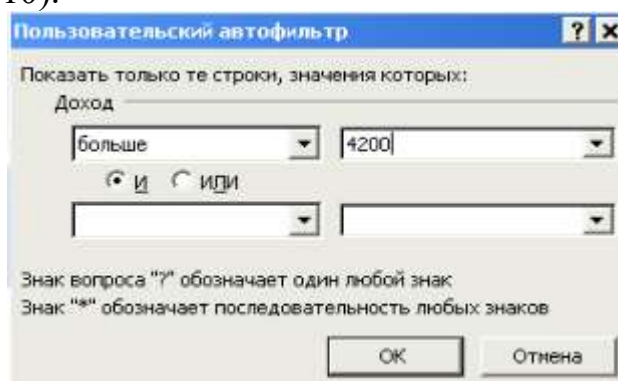 10).
Пользовательский автофильтр ? ×
Показать только те строки, значения которых:
Доход
больше 4200
И ИЛИ
Знак вопроса "?" обозначает один любой знак
Знак "*" обозначает последовательность любых знаков
ОК Отмена